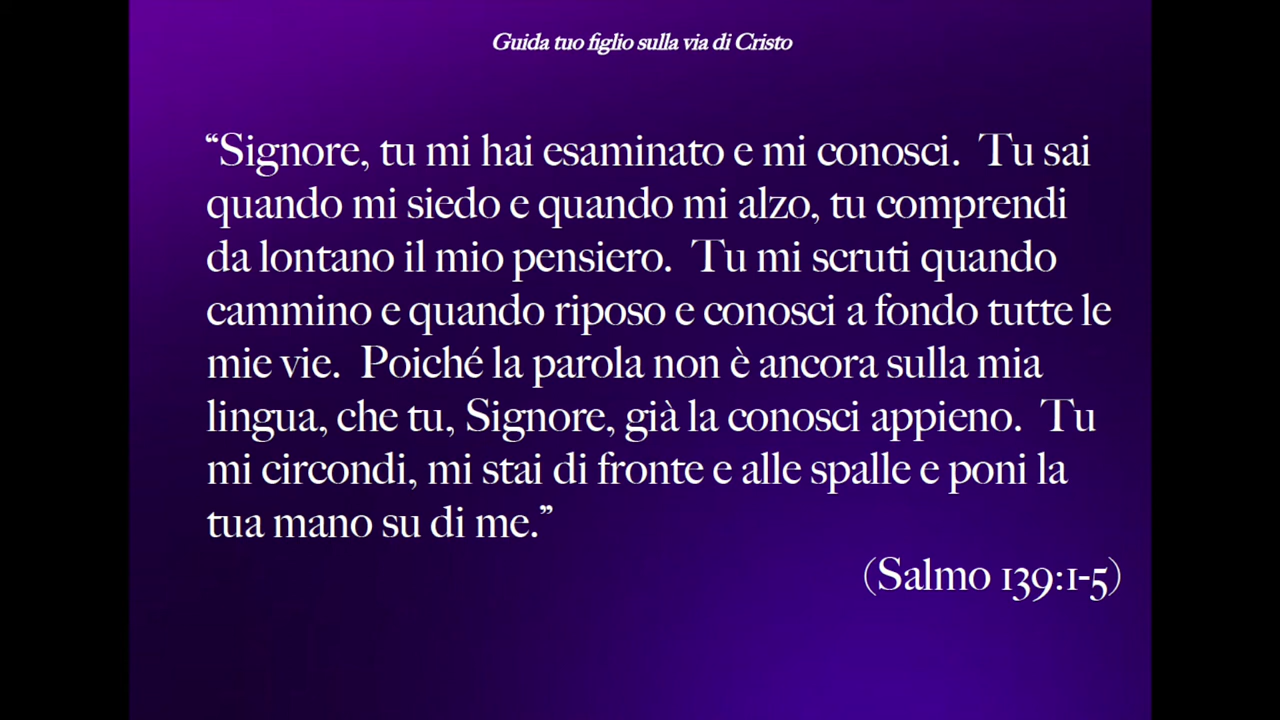 Guida tuo figlio sulla via di Cristo
“Signore, tu mi hai esaminato e mi conosci.  Tu sai
quando mi siedo e quando mi alzo, tu comprendi
da lontano il mio pensiero.  Tu mi scruti quando
cammino e quando riposo e conosci a fondo tutte le
mie vie.  Poiché la parola non è ancora sulla mia
lingua, che tu, Signore, già la conosci appieno.  Tu
mi circondi, mi stai di fronte e alle spalle e poni la
tua mano su di me.”
(Salmo 139:1-5)